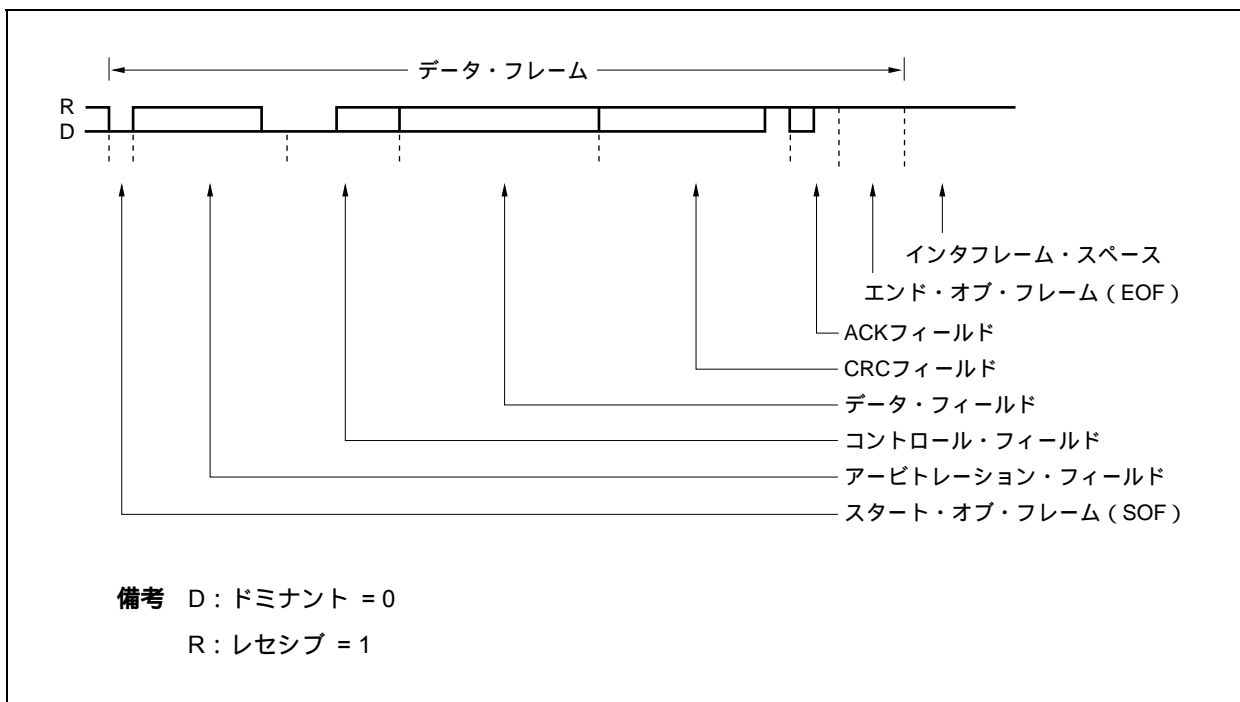 データ・フレーム
R
D
インタフレーム・スペース
エンド・オブ・フレーム（EOF）
ACKフィールド
CRCフィールド
データ・フィールド
コントロール・フィールド
アービトレーション・フィールド
スタート・オブ・フレーム（SOF）
備考 D：ドミナント = 0
R：レセシブ = 1